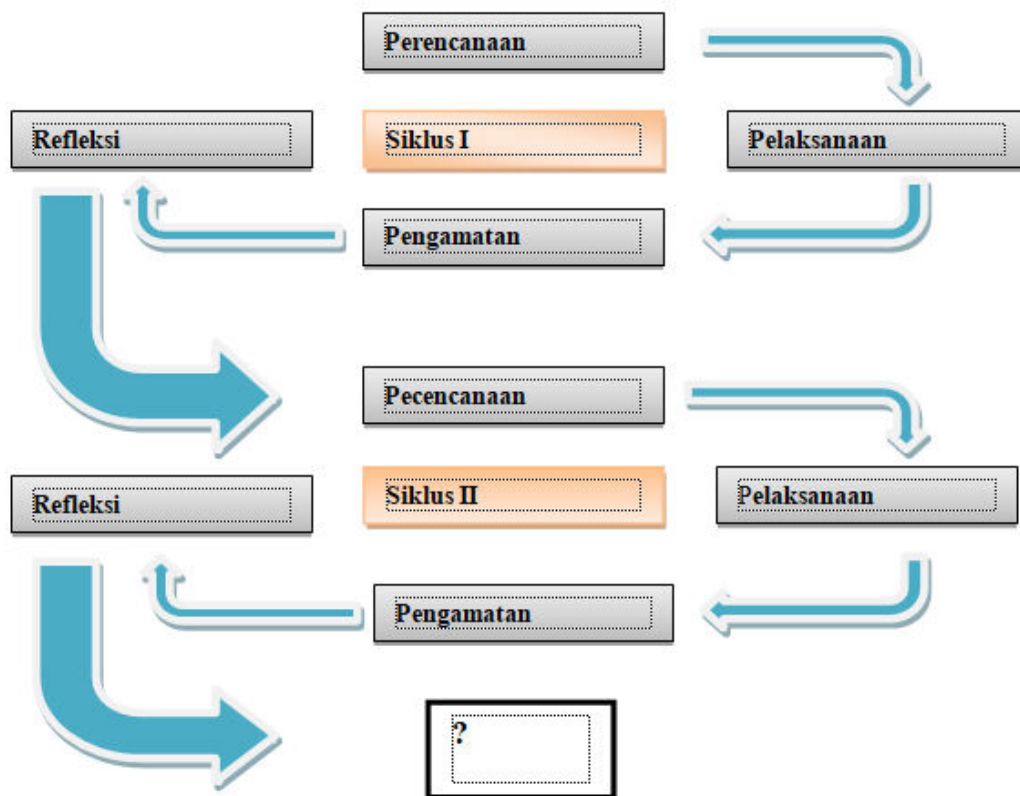 Perencanaan
Refleksi
Siklus I
Pelaksanaan
Pengamatan
Pecencanaan
Refleksi
Siklus II
Pelaksanaan
Pengamatan
?